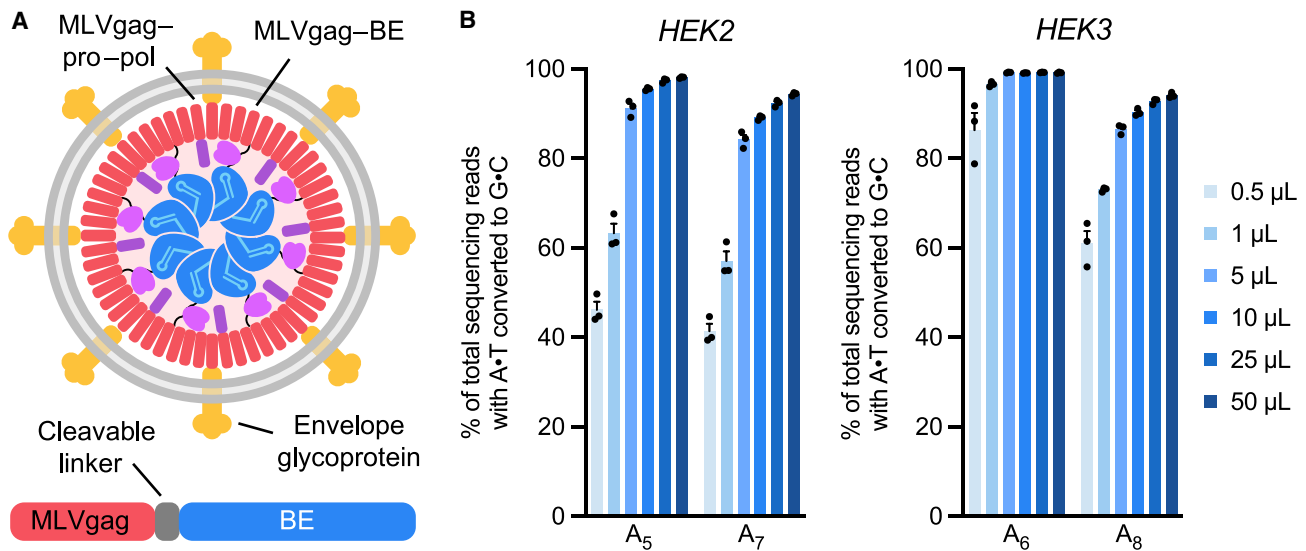 A
MLVgag–
pro–pol
MLVgag–BE
Cleavable
linker
Envelope
glycoprotein
MLVgag
BE
B
HEK2
% of total sequencing reads
with A•T converted to G•C
100
80
60
40
20
0
A5
A7
HEK3
% of total sequencing reads
with A•T converted to G•C
100
80
60
40
20
0
A6
A8
0.5 µL
1 µL
5 µL
10 µL
25 µL
50 µL